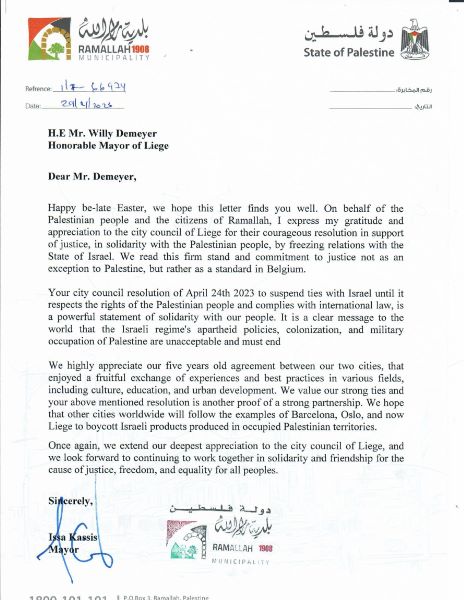 بلدية رام الله
RAMALLAH 1908
MUNICIPALITY
دولة فلسطين
State of Palestine
Refrence:
Date:
رقم المخابرة:
التاريخ:
H.E Mr. Willy Demeyer
Honorable Mayor of Liege
Dear Mr. Demeyer,
Happy be-late Easter, we hope this letter finds you well. On behalf of the
Palestinian people and the citizens of Ramallah, I express my gratitude and
appreciation to the city council of Liege for their courageous resolution in support
of justice, in solidarity with the Palestinian people, by freezing relations with the
State of Israel. We read this firm stand and commitment to justice not as an
exception to Palestine, but rather as a standard in Belgium.
Your city council resolution of April 24th 2023 to suspend ties with Israel until it
respects the rights of the Palestinian people and complies with international law, is
a powerful statement of solidarity with our people. It is a clear message to the
world that the Israeli regime's apartheid policies, colonization, and military
occupation of Palestine are unacceptable and must end
We highly appreciate our five years old agreement between our two cities, that
enjoyed a fruitful exchange of experiences and best practices in various fields,
including culture, education, and urban development. We value our strong ties and
your above mentioned resolution is another proof of a strong partnership. We hope
that other cities worldwide will follow the examples of Barcelona, Oslo, and now
Liege to boycott Israeli products produced in occupied Palestinian territories.
Once again, we extend our deepest appreciation to the city council of Liege, and
we look forward to continuing to work together in solidarity and friendship for the
cause of justice, freedom, and equality for all peoples.
Sincerely,
Issa Kassis
Mayor
دولة فلسطين
بلدية رام الله
RAMALLAH 1908
MUNICIPALITY
P.O.Box 3, Ramallah, Palestine